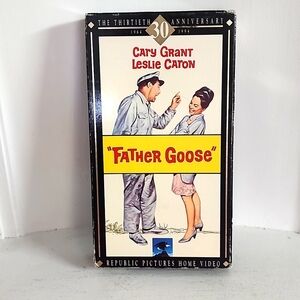 THE THIRTIETH 30 ANNIVERSARY
1964 1994
CARY GRANT
LESLIE CARON
"FATHER GOOSE"
REPUBLIC PICTURES HOME VIDEO